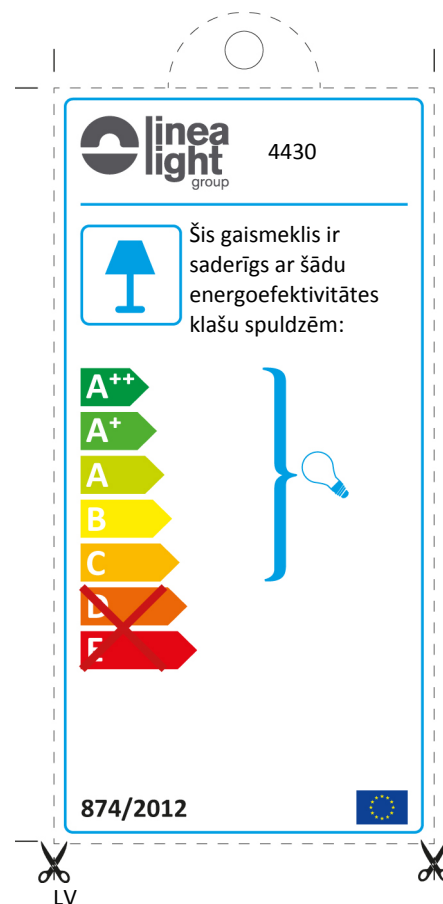 linea
light
group
4430
Šis gaismeklis ir
saderīgs ar šādu
energoefektivitātes
klašu spuldzēm:
A++
A+
A
B
C
D
E
874/2012
LV